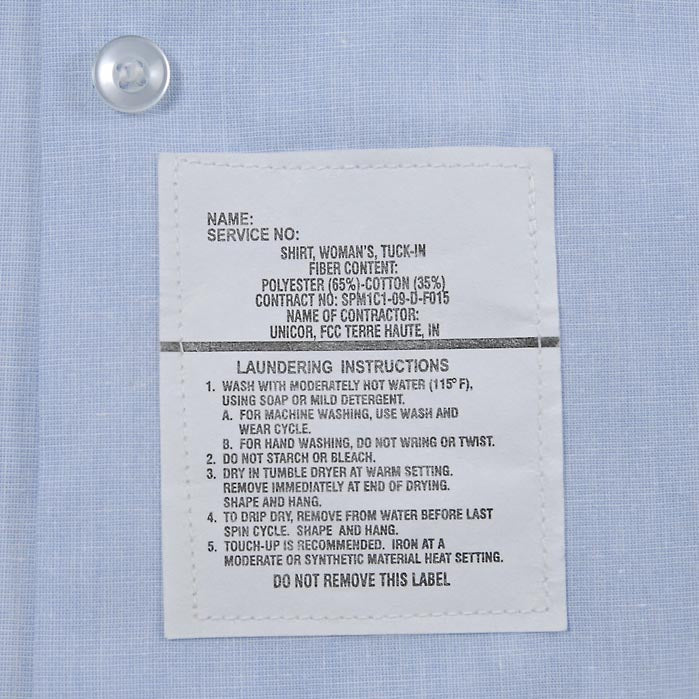 NAME:
SERVICE NO:
SHIRT, WOMAN'S, TUCK-IN
FIBER CONTENT:
POLYESTER (65%)-COTTON (35%)
CONTRACT NO: SPM1C1-09-D-F015
NAME OF CONTRACTOR:
UNICOR, FCC TERRE HAUTE, IN
LAUNDERING INSTRUCTIONS
1. WASH WITH MODERATELY HOT WATER (115° F),
USING SOAP OR MILD DETERGENT.
A. FOR MACHINE WASHING, USE WASH AND
WEAR CYCLE.
B. FOR HAND WASHING, DO NOT WRING OR TWIST.
2. DO NOT STARCH OR BLEACH.
3. DRY IN TUMBLE DRYER AT WARM SETTING.
REMOVE IMMEDIATELY AT END OF DRYING.
SHAPE AND HANG.
4. TO DRIP DRY, REMOVE FROM WATER BEFORE LAST
SPIN CYCLE. SHAPE AND HANG.
5. TOUCH-UP IS RECOMMENDED. IRON AT A
MODERATE OR SYNTHETIC MATERIAL HEAT SETTING.
DO NOT REMOVE THIS LABEL